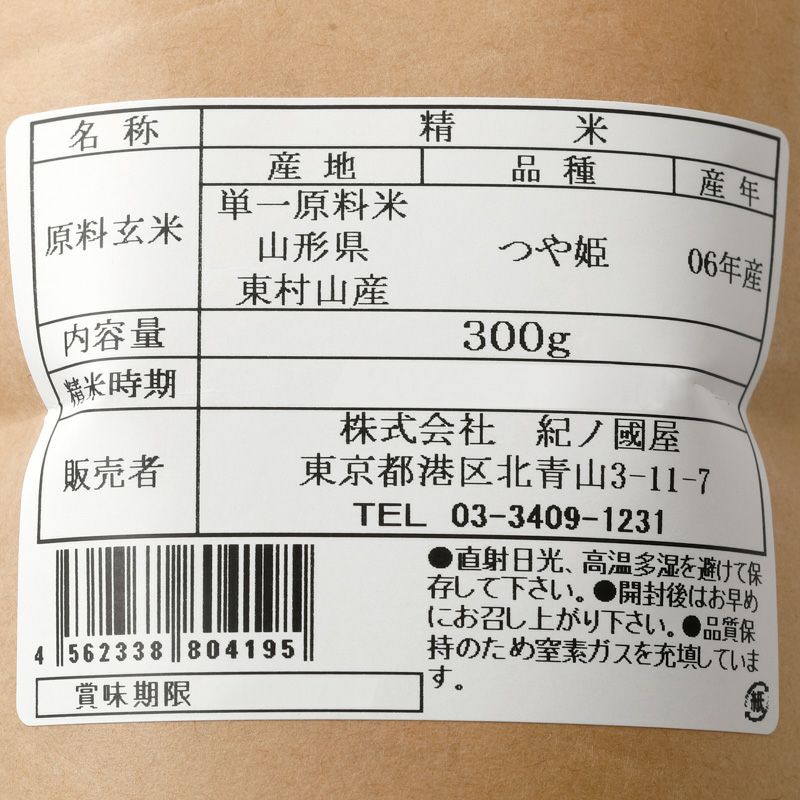 名称 精米
産地 品種 産年
原料玄米
単一原料米
山形県 つや姫 06年産
東村山産
内容量 300g
精米時期
販売者
株式会社 紀ノ國屋
東京都港区北青山3-11-7
TEL 03-3409-1231
●直射日光、高温多湿を避けて保
存して下さい。●開封後はお早め
にお召し上がり下さい。●品質保
持のため窒素ガスを充填していま
す。
4 562338 804195
賞味期限
紙